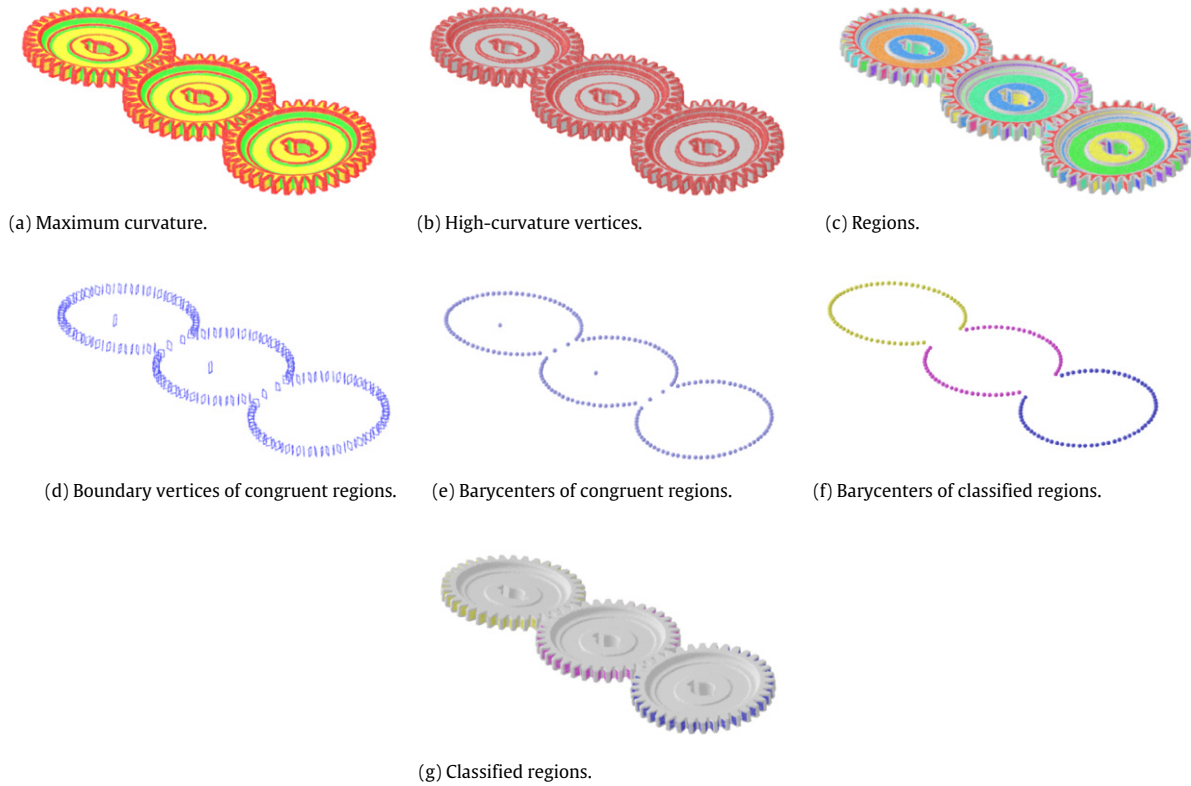 (a) Maximum curvature.
(b) High-curvature vertices.
(c) Regions.
(d) Boundary vertices of congruent regions.
(e) Barycenters of congruent regions.
(f) Barycenters of classified regions.
(g) Classified regions.